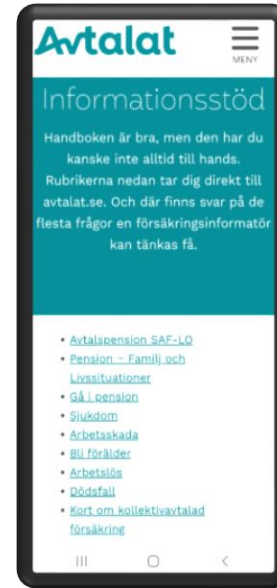 Avtalat
MENY
Informationsstöd
Handboken är bra, men den har du
kanske inte alltid till hands.
Rubrikerna nedan tar dig direkt till
avtalat.se. Och där finns svar på de
flesta frågor en försäkringsinformatör
kan tänkas få.
• Avtalspension SAF-LO
• Pension – Familj och
Livssituationer
• Gå i pension
• Sjukdom
• Arbetsskada
• Bli förälder
• Arbetslös
• Dödsfall
• Kort om kollektivavtalad
försäkring